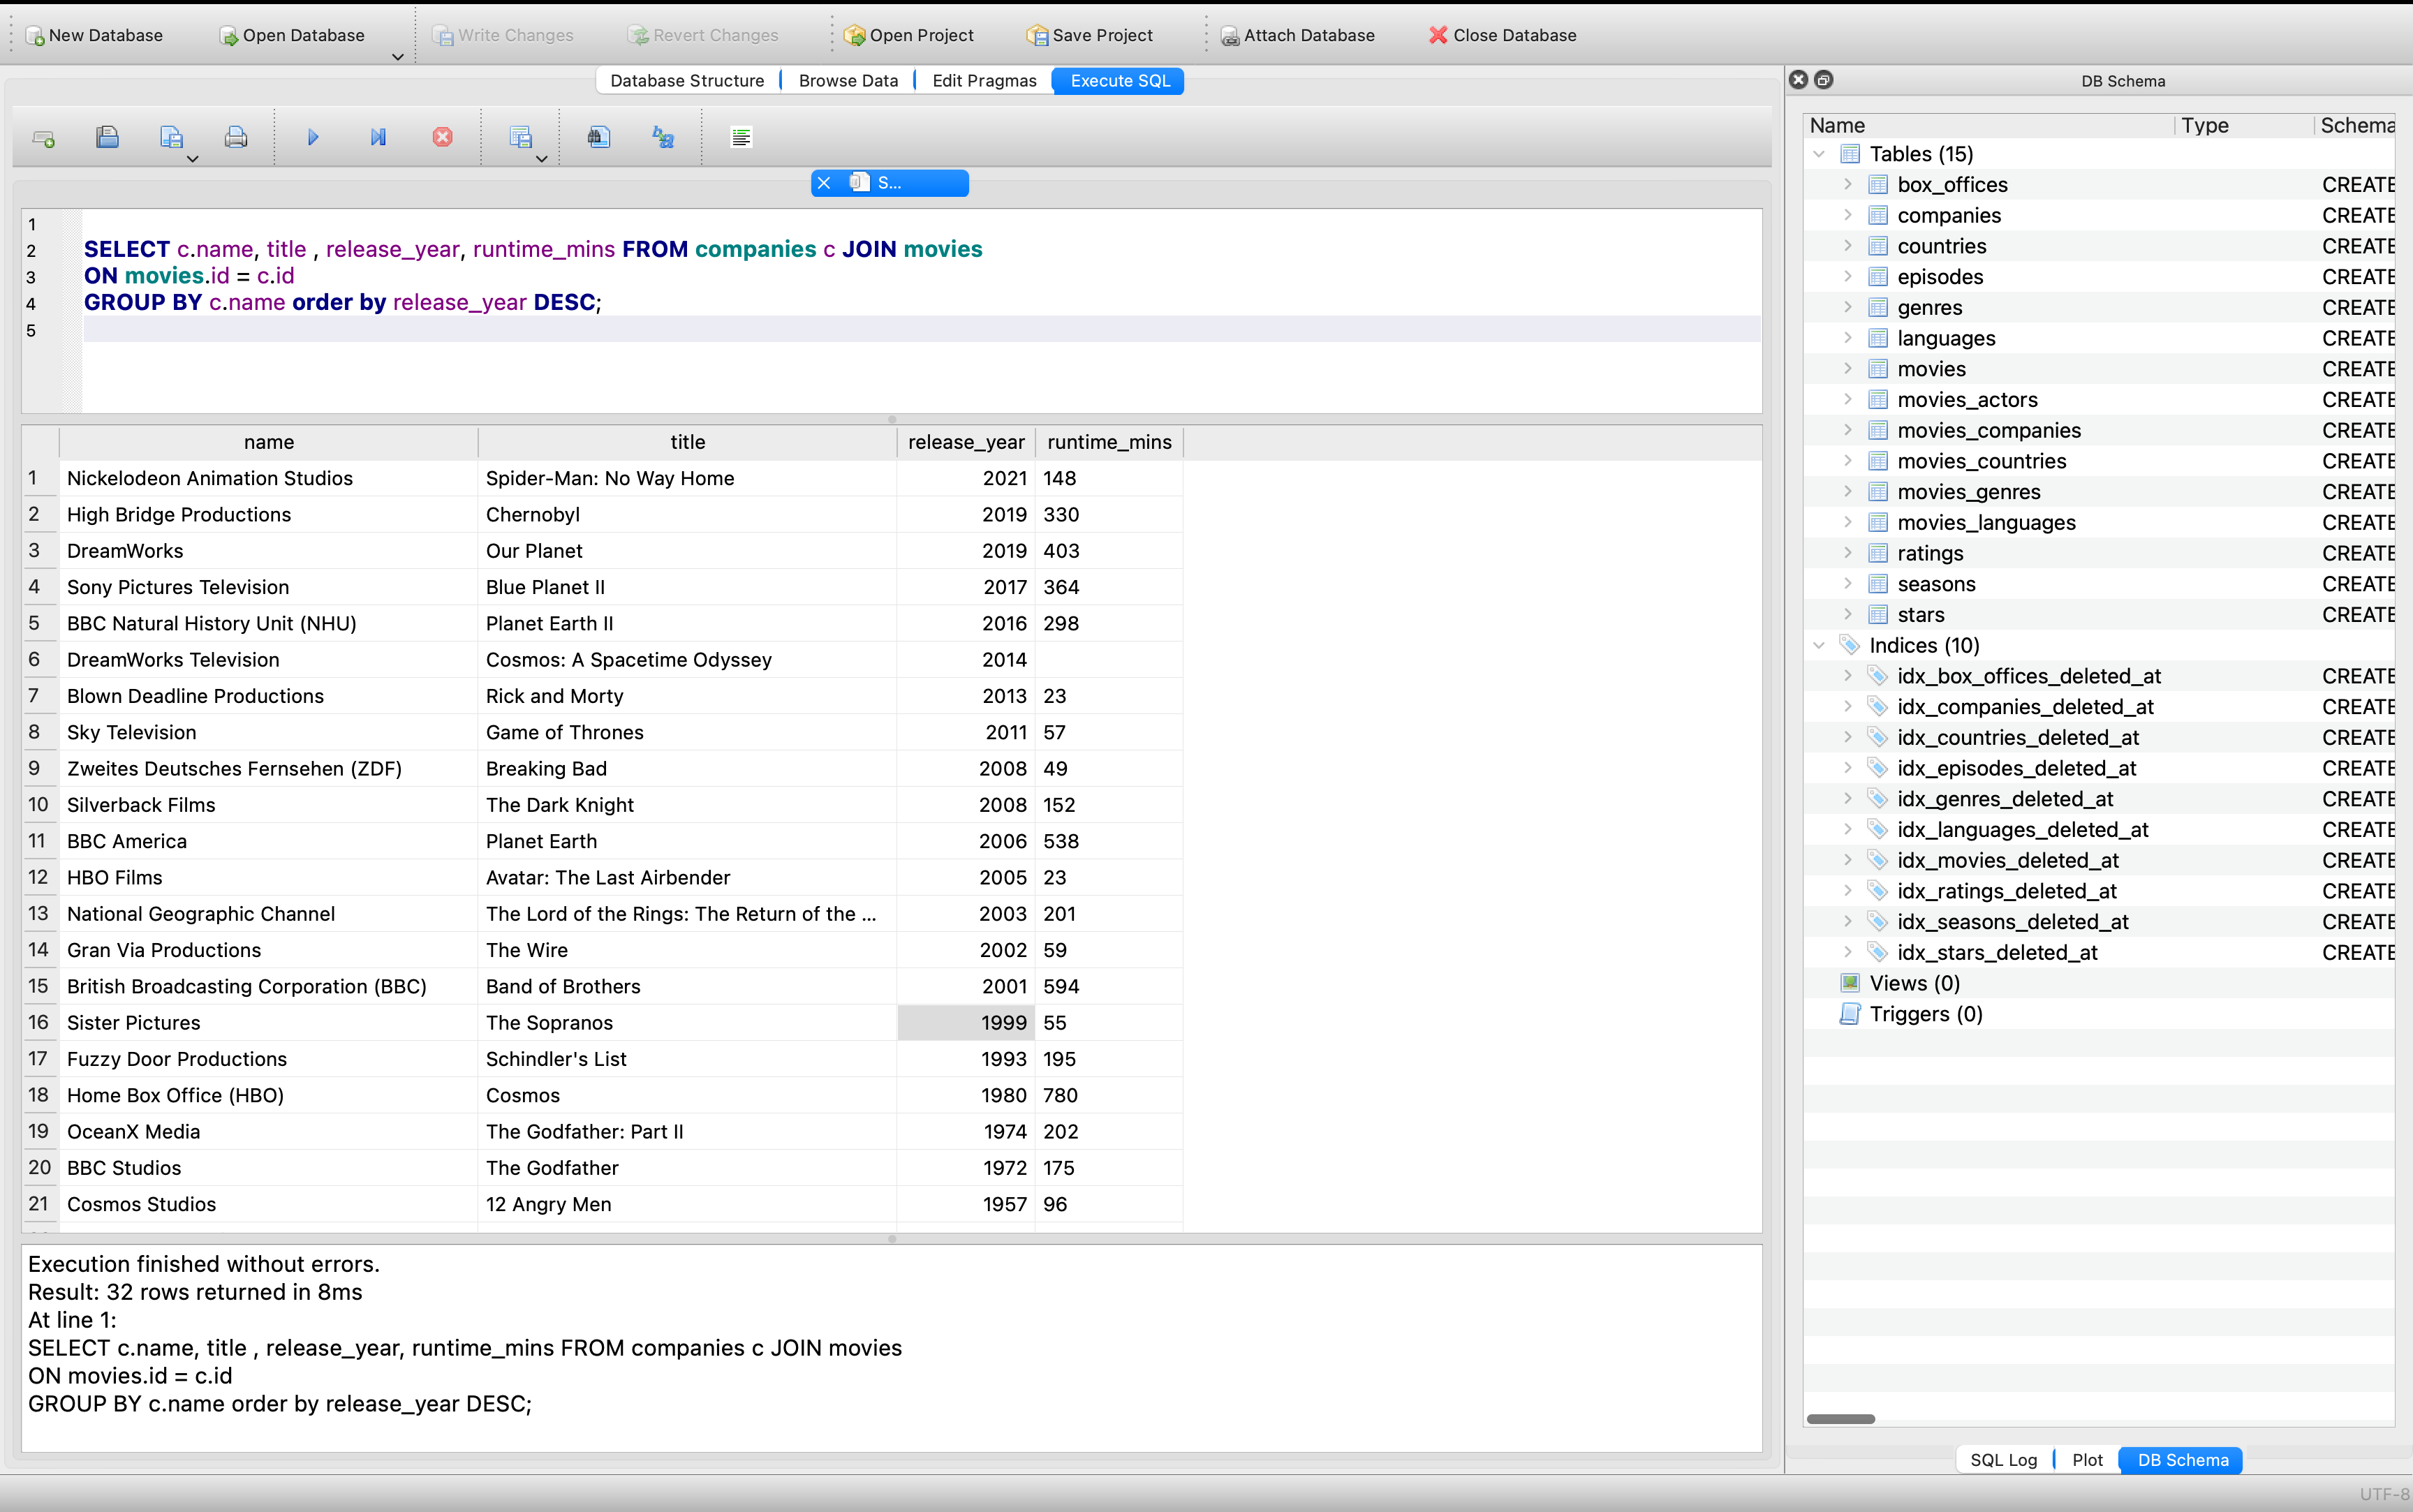 New Database Open Database Write Changes Revert Changes Open Project Save Project Attach Database Close Database
Database Structure Browse Data Edit Pragmas Execute SQL
S...
1
2 SELECT c.name, title , release_year, runtime_mins FROM companies c JOIN movies
3 ON movies.id = c.id
4 GROUP BY c.name order by release_year DESC;
5
name title release_year runtime_mins
1 Nickelodeon Animation Studios Spider-Man: No Way Home 2021 148
2 High Bridge Productions Chernobyl 2019 330
3 DreamWorks Our Planet 2019 403
4 Sony Pictures Television Blue Planet II 2017 364
5 BBC Natural History Unit (NHU) Planet Earth II 2016 298
6 DreamWorks Television Cosmos: A Spacetime Odyssey 2014
7 Blown Deadline Productions Rick and Morty 2013 23
8 Sky Television Game of Thrones 2011 57
9 Zweites Deutsches Fernsehen (ZDF) Breaking Bad 2008 49
10 Silverback Films The Dark Knight 2008 152
11 BBC America Planet Earth 2006 538
12 HBO Films Avatar: The Last Airbender 2005 23
13 National Geographic Channel The Lord of the Rings: The Return of the ... 2003 201
14 Gran Via Productions The Wire 2002 59
15 British Broadcasting Corporation (BBC) Band of Brothers 2001 594
16 Sister Pictures The Sopranos 1999 55
17 Fuzzy Door Productions Schindler's List 1993 195
18 Home Box Office (HBO) Cosmos 1980 780
19 OceanX Media The Godfather: Part II 1974 202
20 BBC Studios The Godfather 1972 175
21 Cosmos Studios 12 Angry Men 1957 96
Execution finished without errors.
Result: 32 rows returned in 8ms
At line 1:
SELECT c.name, title , release_year, runtime_mins FROM companies c JOIN movies
ON movies.id = c.id
GROUP BY c.name order by release_year DESC;
DB Schema
Name Type Schema
Tables (15)
box_offices CREATE
companies CREATE
countries CREATE
episodes CREATE
genres CREATE
languages CREATE
movies CREATE
movies_actors CREATE
movies_companies CREATE
movies_countries CREATE
movies_genres CREATE
movies_languages CREATE
ratings CREATE
seasons CREATE
stars CREATE
Indices (10)
idx_box_offices_deleted_at CREATE
idx_companies_deleted_at CREATE
idx_countries_deleted_at CREATE
idx_episodes_deleted_at CREATE
idx_genres_deleted_at CREATE
idx_languages_deleted_at CREATE
idx_movies_deleted_at CREATE
idx_ratings_deleted_at CREATE
idx_seasons_deleted_at CREATE
idx_stars_deleted_at CREATE
Views (0)
Triggers (0)
SQL Log Plot DB Schema
UTF-8